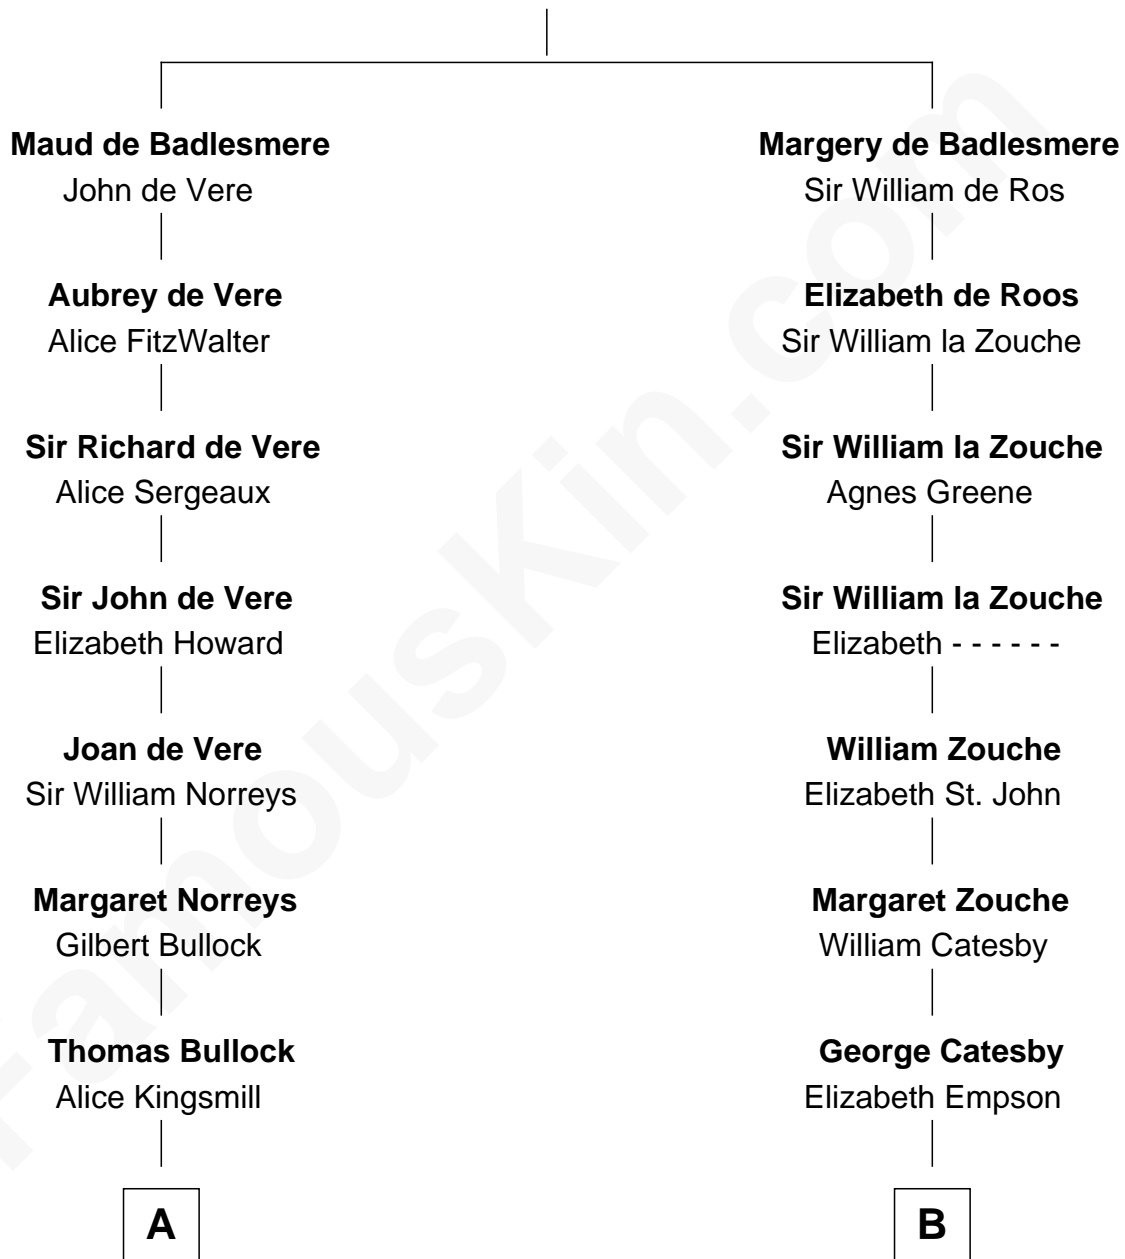 Maud de Badlesmere
John de Vere
Aubrey de Vere
Alice FitzWalter
Sir Richard de Vere
Alice Sergeaux
Sir John de Vere
Elizabeth Howard
Joan de Vere
Sir William Norreys
Margaret Norreys
Gilbert Bullock
Thomas Bullock
Alice Kingsmill
A
Margery de Badlesmere
Sir William de Ros
Elizabeth de Roos
Sir William la Zouche
Sir William la Zouche
Agnes Greene
Sir William la Zouche
Elizabeth - - - - - -
William Zouche
Elizabeth St. John
Margaret Zouche
William Catesby
George Catesby
Elizabeth Empson
B
FamousKin.com